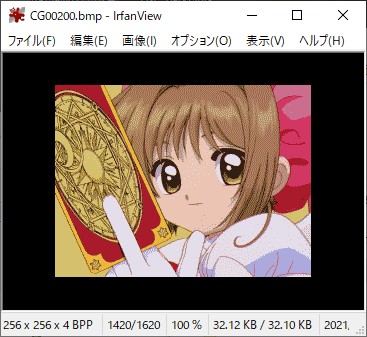 CG00200.bmp - IrfanView
ファイル(F) 編集(E) 画像(I) オプション(O) 表示(V) ヘルプ(H)
256 x 256 x 4 BPP 1420/1620 100 % 32.12 KB / 32.10 KB 2021,